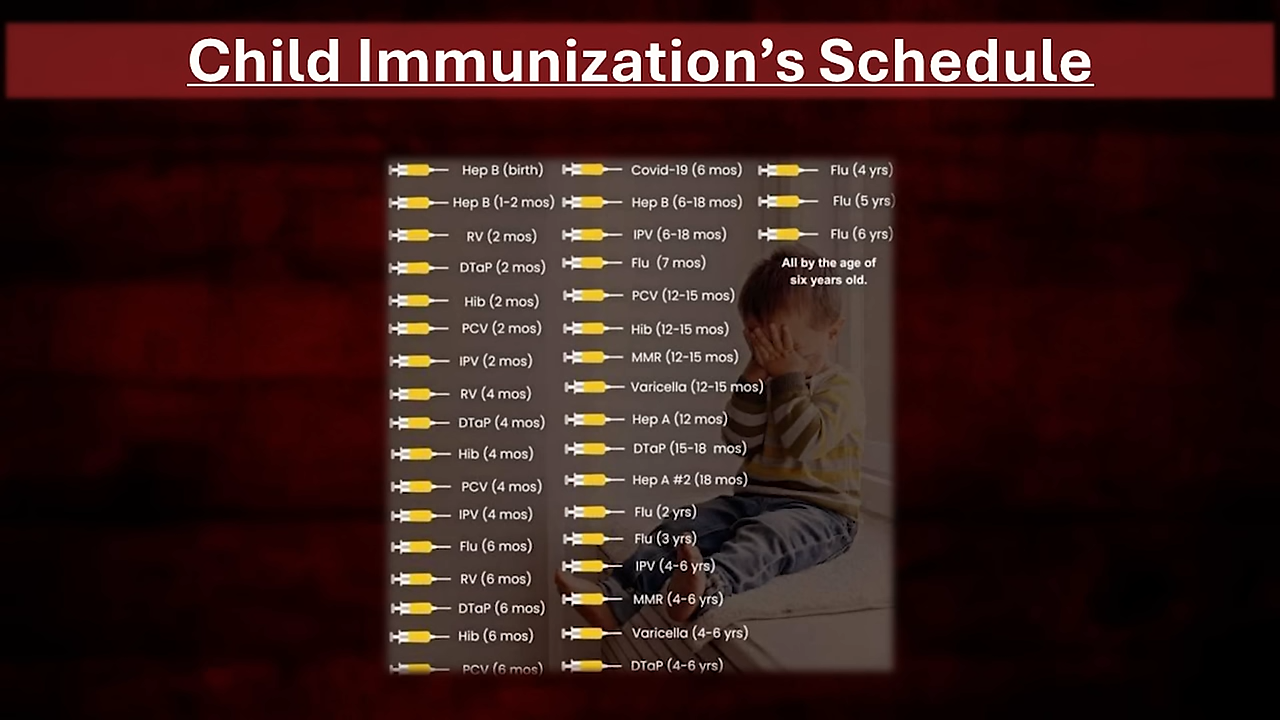 Child Immunization’s Schedule
Hep B (birth)
Hep B (1-2 mos)
RV (2 mos)
DTaP (2 mos)
Hib (2 mos)
PCV (2 mos)
IPV (2 mos)
RV (4 mos)
DTaP (4 mos)
Hib (4 mos)
PCV (4 mos)
IPV (4 mos)
Flu (6 mos)
RV (6 mos)
DTaP (6 mos)
Hib (6 mos)
PCV (6 mos)
Covid-19 (6 mos)
Hep B (6-18 mos)
IPV (6-18 mos)
Flu (7 mos)
PCV (12-15 mos)
Hib (12-15 mos)
MMR (12-15 mos)
Varicella (12-15 mos)
Hep A (12 mos)
DTaP (15-18 mos)
Hep A #2 (18 mos)
Flu (2 yrs)
Flu (3 yrs)
IPV (4-6 yrs)
MMR (4-6 yrs)
Varicella (4-6 yrs)
DTaP (4-6 yrs)
Flu (4 yrs)
Flu (5 yrs)
Flu (6 yrs)
All by the age of
six years old.